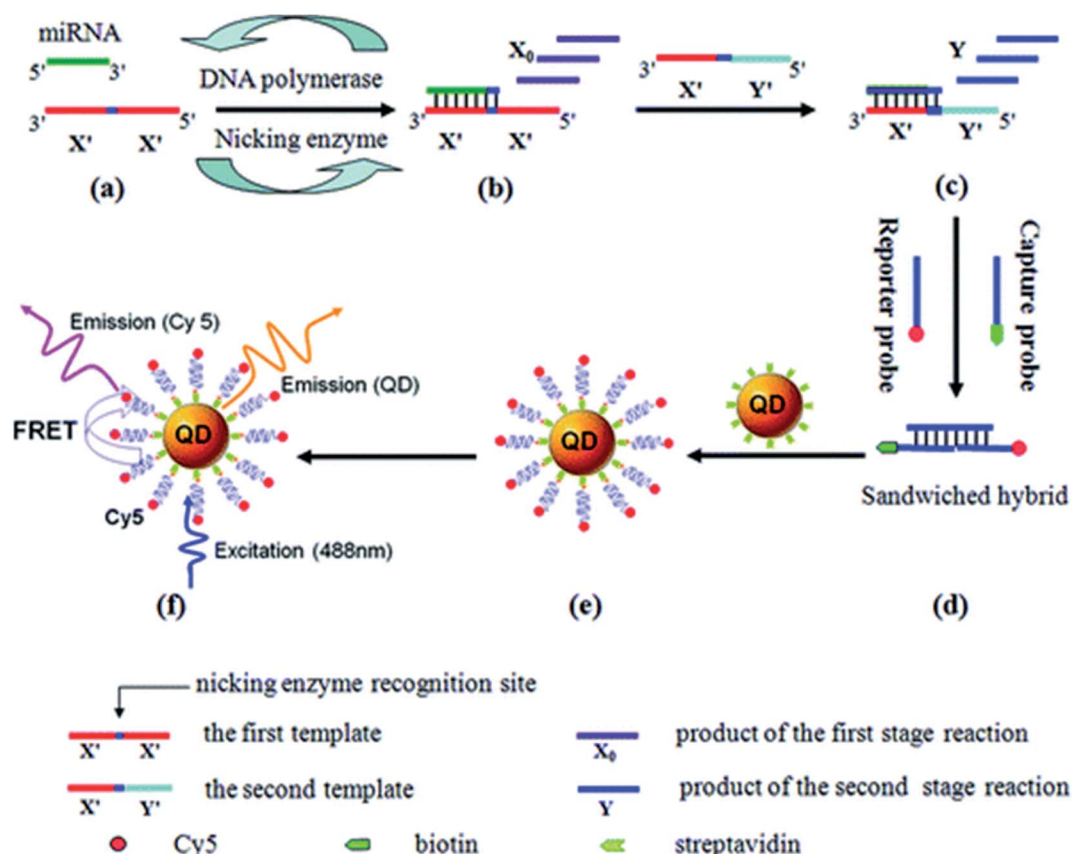 miRNA
5' 3'
3' 5'
X' X'
(a)
DNA polymerase
Nicking enzyme
X₀
3' 5'
X' X'
(b)
3' 5'
X' Y'
Y
3' 5'
X' Y'
(c)
Reporter probe
Capture probe
Sandwiched hybrid
(d)
QD
QD
(e)
Emission (Cy 5)
Emission (QD)
FRET
QD
Cy5
Excitation (488nm)
(f)
nicking enzyme recognition site
X' X'
the first template
X₀
product of the first stage reaction
X' Y'
the second template
Y
product of the second stage reaction
Cy5
biotin
streptavidin